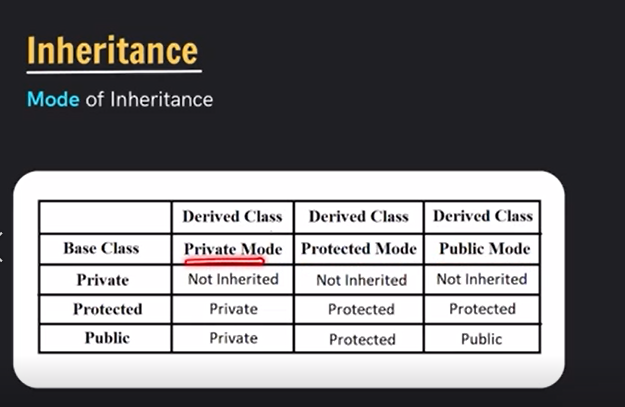 Inheritance
Mode of Inheritance
Derived Class Derived Class Derived Class
Base Class Private Mode Protected Mode Public Mode
Private Not Inherited Not Inherited Not Inherited
Protected Private Protected Protected
Public Private Protected Public